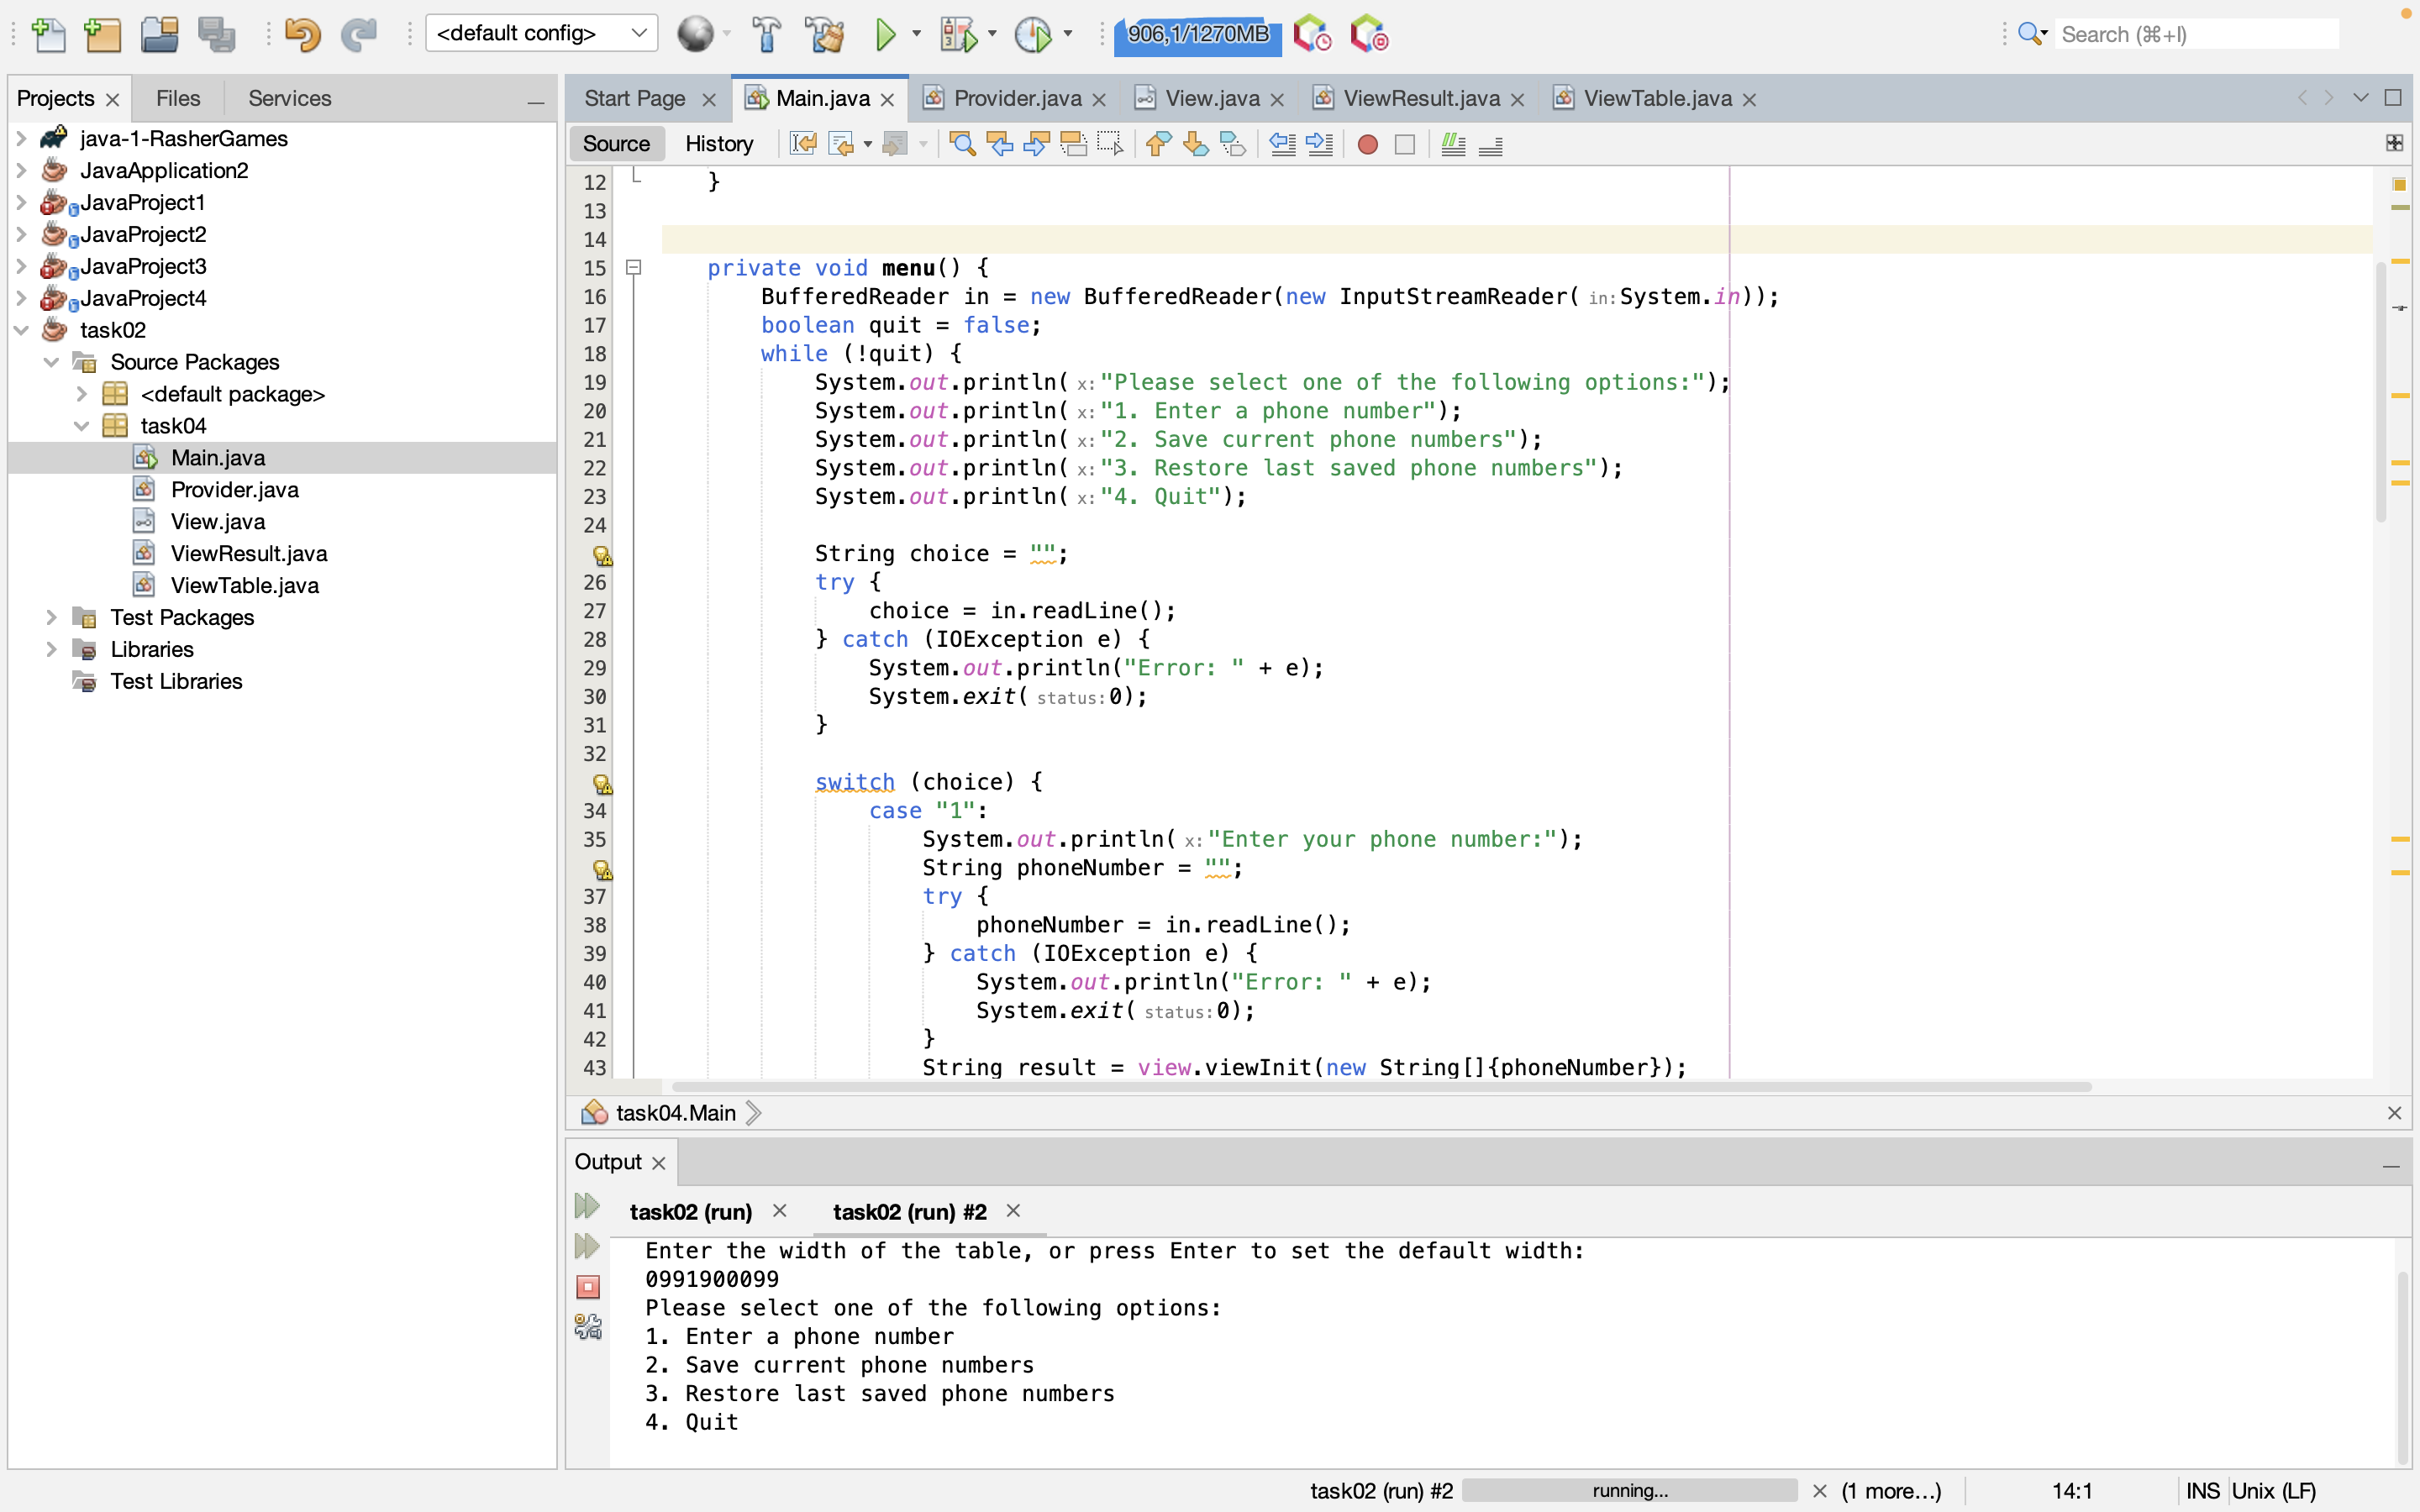 <default config>
906,1/1270MB
Search (⌘+I)
Projects
Files
Services
java-1-RasherGames
JavaApplication2
JavaProject1
JavaProject2
JavaProject3
JavaProject4
task02
Source Packages
<default package>
task04
Main.java
Provider.java
View.java
ViewResult.java
ViewTable.java
Test Packages
Libraries
Test Libraries
Start Page
Main.java
Provider.java
View.java
ViewResult.java
ViewTable.java
Source
History
12 }
13
14
15 private void menu() {
16 BufferedReader in = new BufferedReader(new InputStreamReader( in: System.in));
17 boolean quit = false;
18 while (!quit) {
19 System.out.println( x: "Please select one of the following options:");
20 System.out.println( x: "1. Enter a phone number");
21 System.out.println( x: "2. Save current phone numbers");
22 System.out.println( x: "3. Restore last saved phone numbers");
23 System.out.println( x: "4. Quit");
24
String choice = "";
26 try {
27 choice = in.readLine();
28 } catch (IOException e) {
29 System.out.println("Error: " + e);
30 System.exit( status: 0);
31 }
32
switch (choice) {
34 case "1":
35 System.out.println( x: "Enter your phone number:");
String phoneNumber = "";
37 try {
38 phoneNumber = in.readLine();
39 } catch (IOException e) {
40 System.out.println("Error: " + e);
41 System.exit( status: 0);
42 }
43 String result = view.viewInit(new String[]{phoneNumber});
task04.Main
Output
task02 (run)
task02 (run) #2
Enter the width of the table, or press Enter to set the default width:
0991900099
Please select one of the following options:
1. Enter a phone number
2. Save current phone numbers
3. Restore last saved phone numbers
4. Quit
task02 (run) #2
running...
(1 more...)
14:1
INS
Unix (LF)